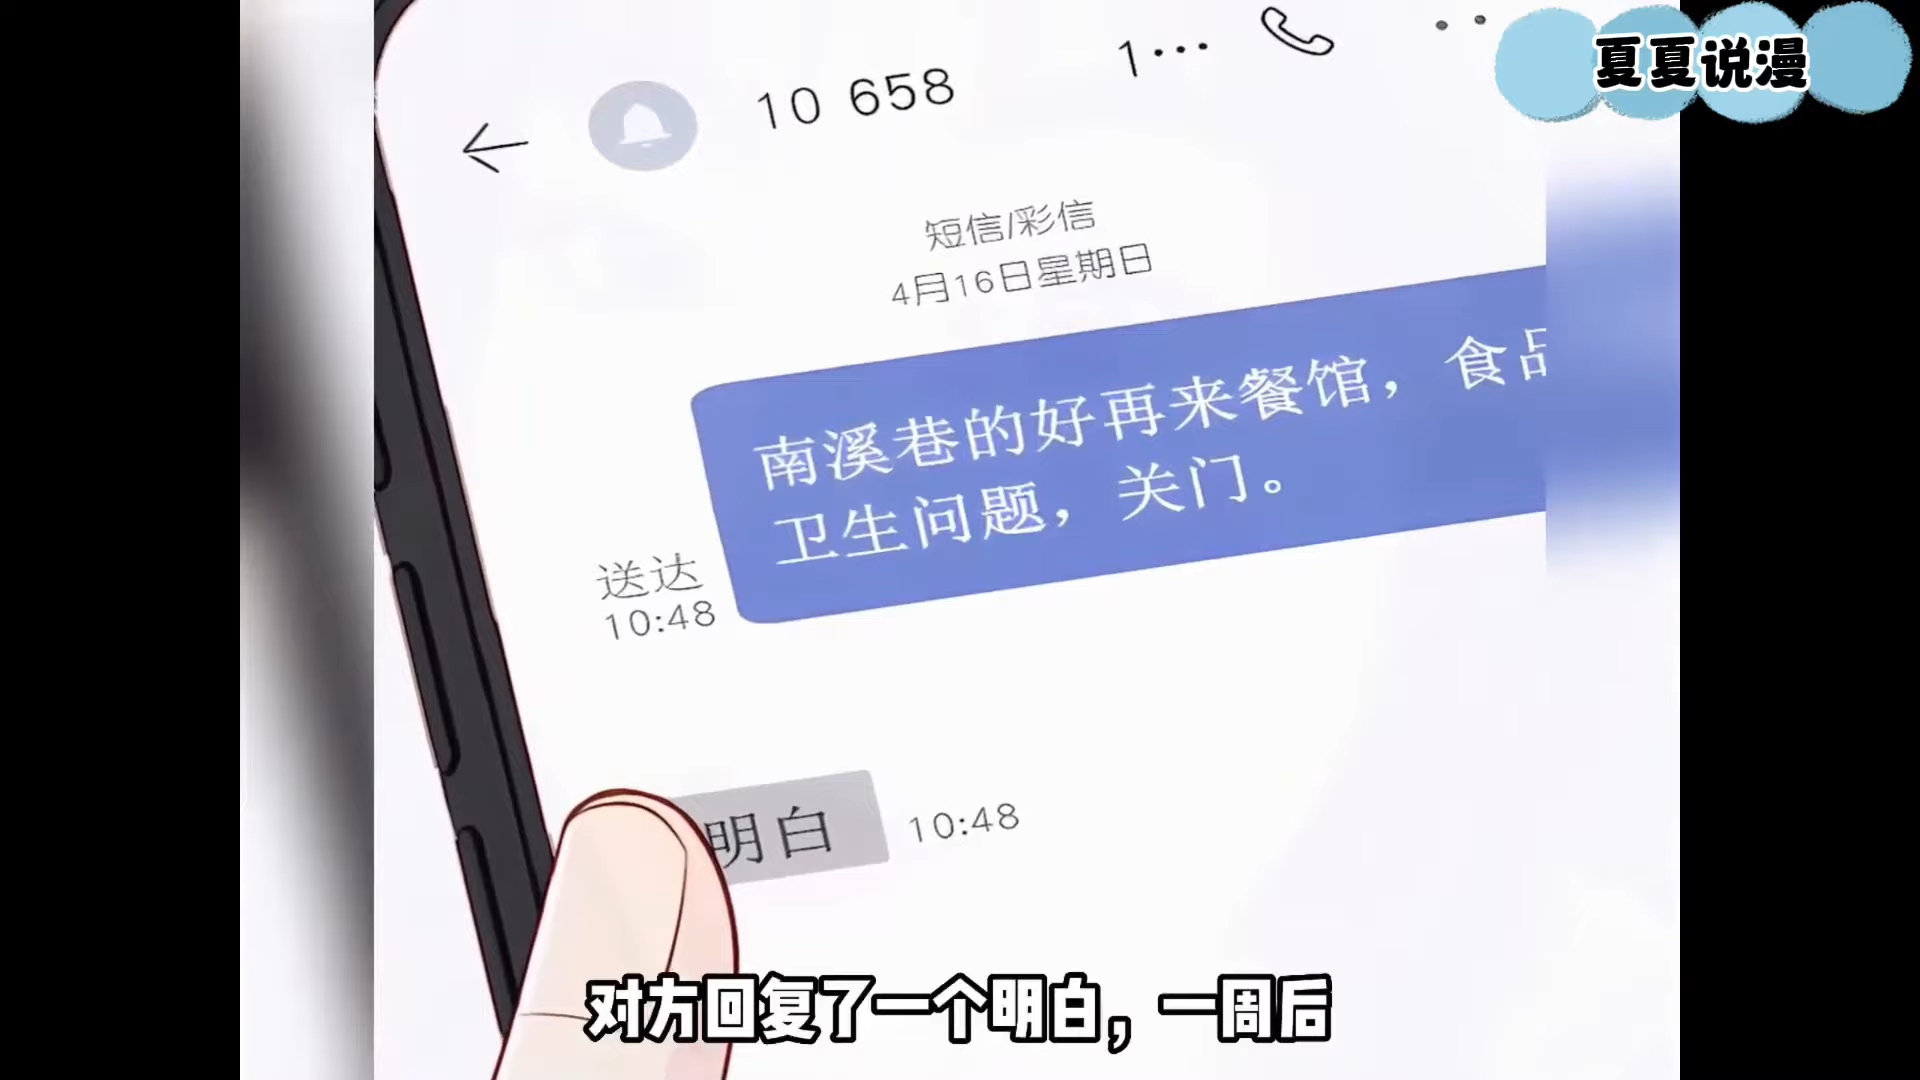 夏夏说漫
10 658
1…
短信/彩信
4月16日星期日
南溪巷的好再来餐馆，食品
卫生问题，关门。
送达
10:48
明白
10:48
对方回复了一个明白，一周后